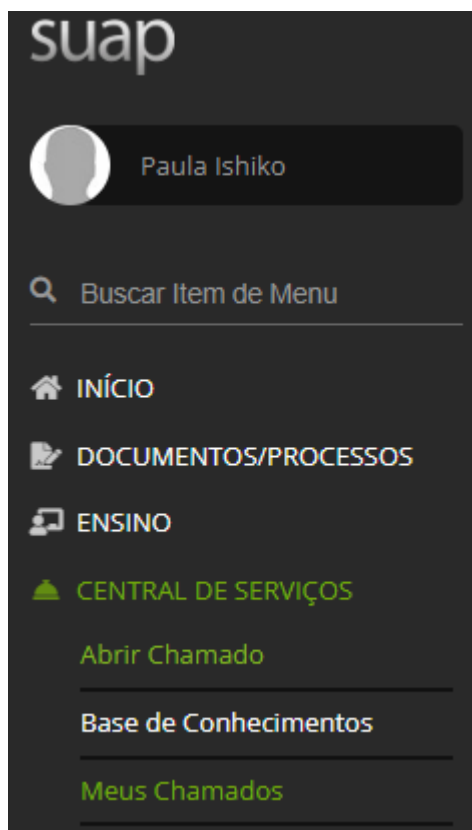 suap
Paula Ishiko
Buscar Item de Menu
INÍCIO
DOCUMENTOS/PROCESSOS
ENSINO
CENTRAL DE SERVIÇOS
Abrir Chamado
Base de Conhecimentos
Meus Chamados